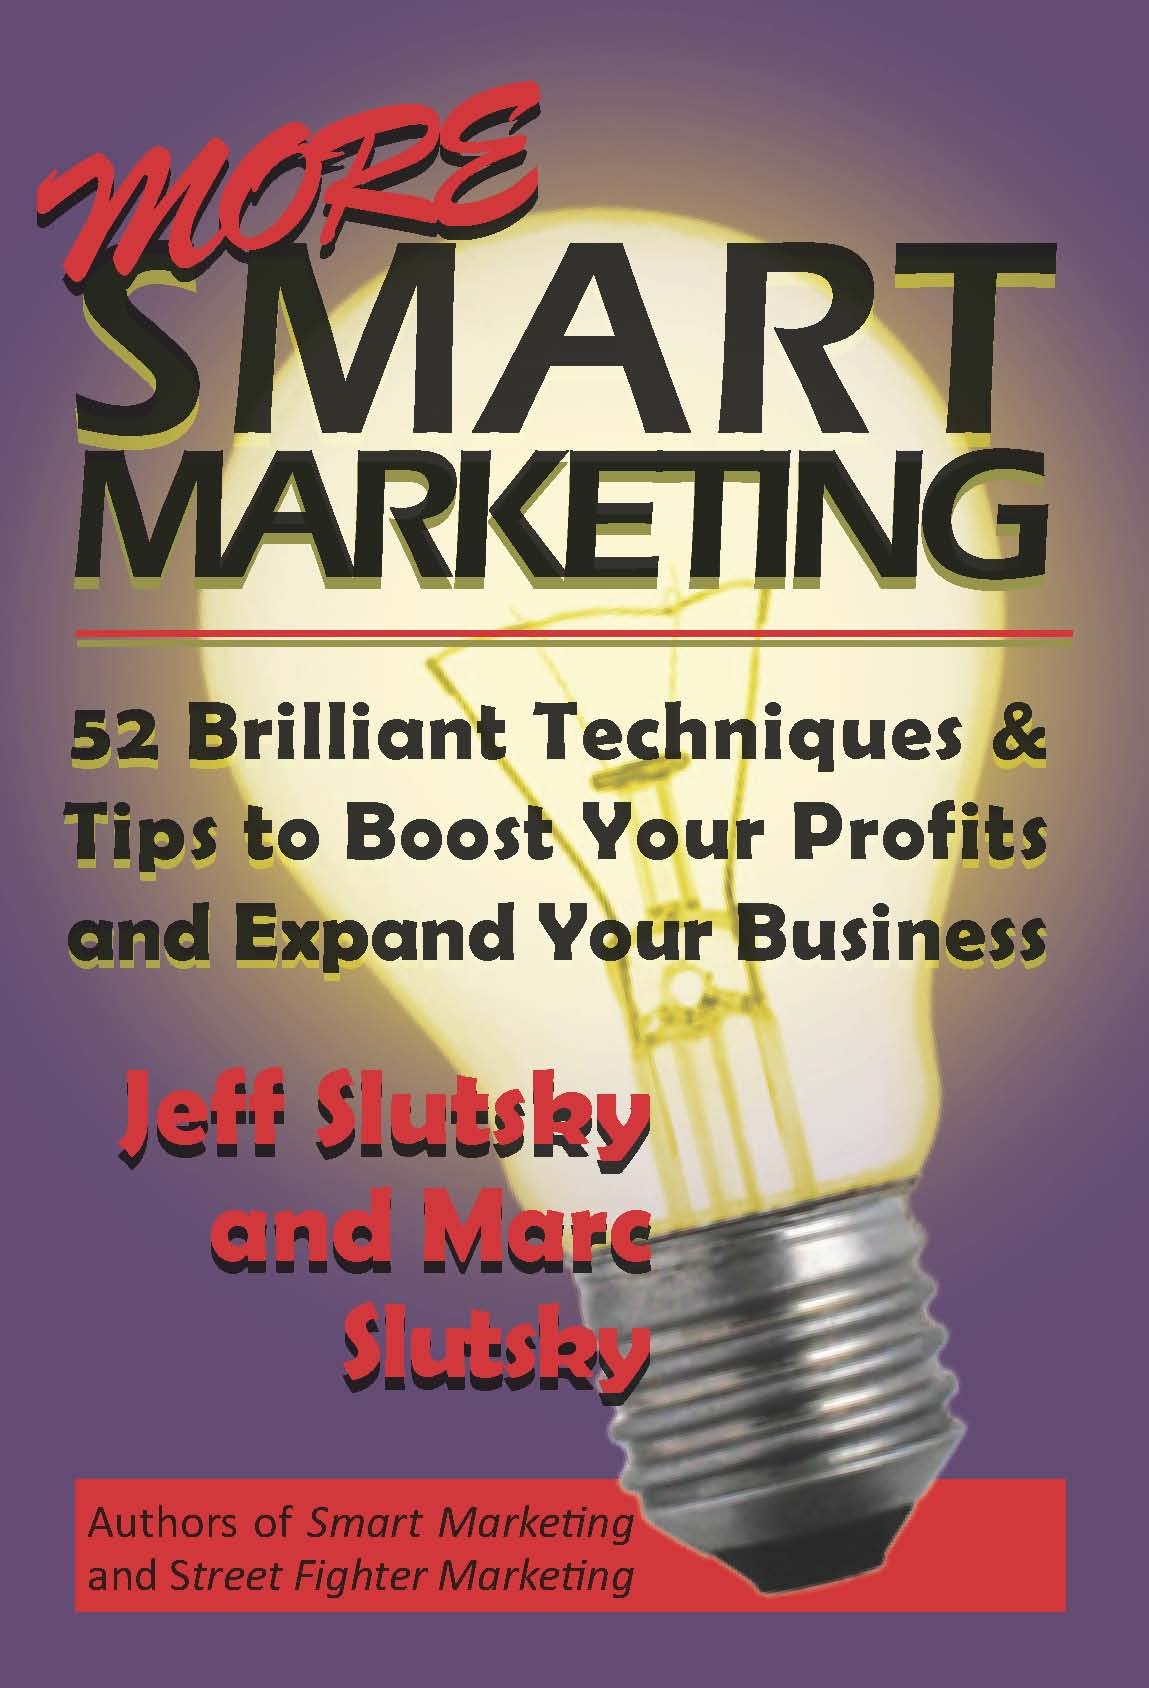 MORE
SMART
MARKETING
52 Brilliant Techniques &
Tips to Boost Your Profits
and Expand Your Business
Jeff Slutsky
and Marc
Slutsky
Authors of Smart Marketing
and Street Fighter Marketing